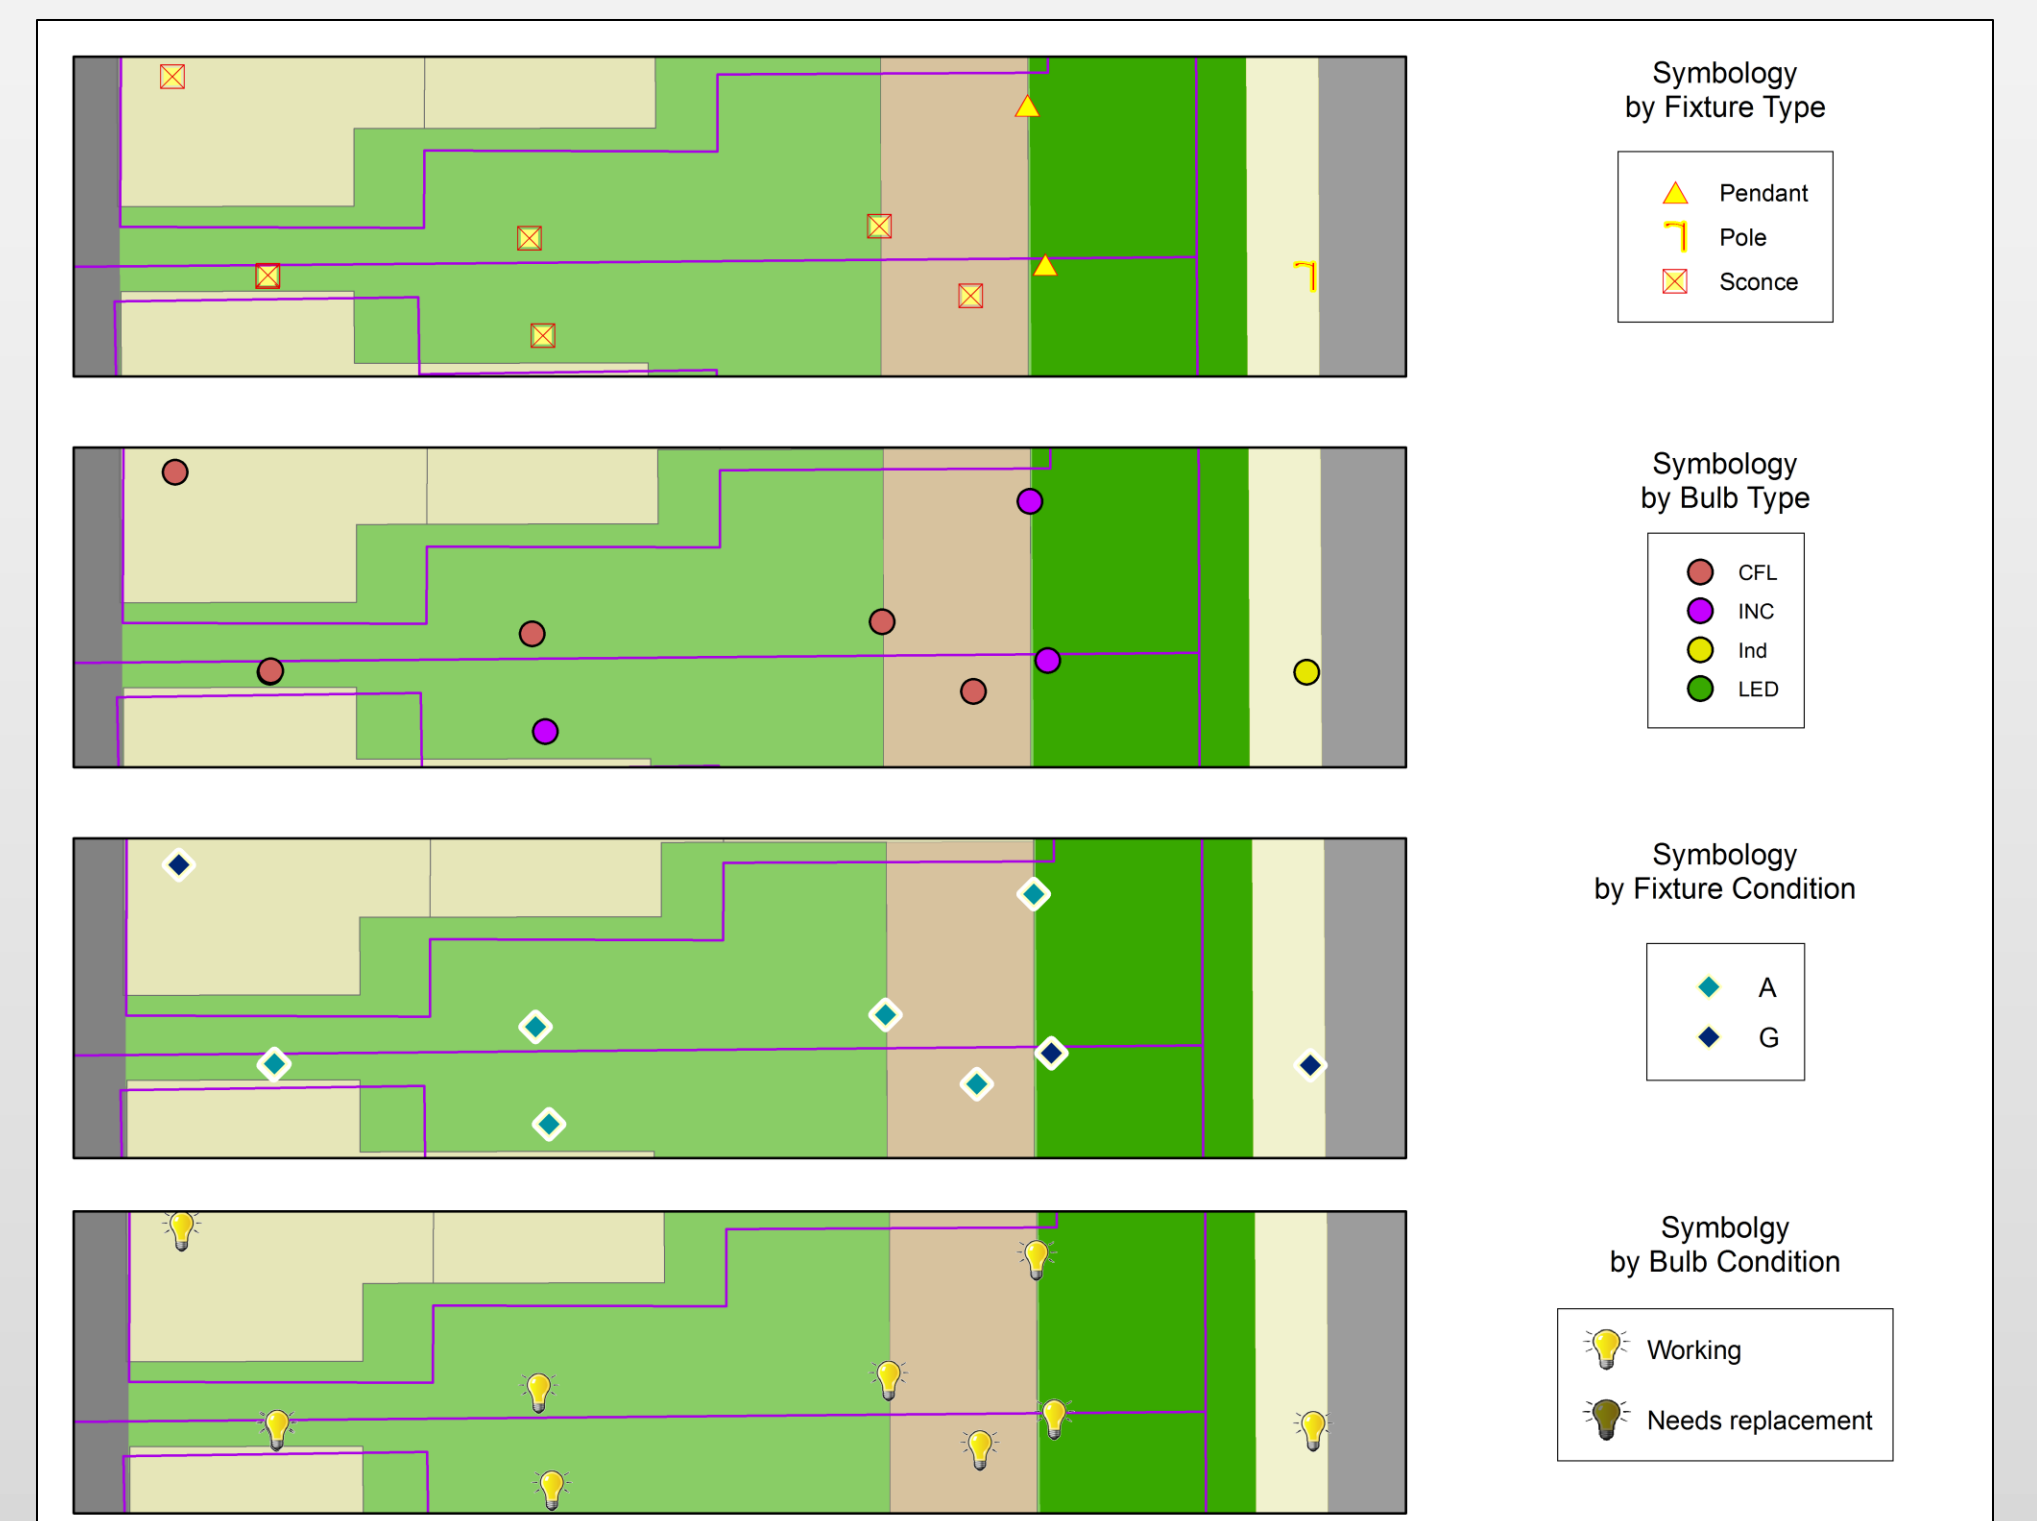 Symbology
by Fixture Type
Pendant
Pole
Sconce
Symbology
by Bulb Type
CFL
INC
Ind
LED
Symbology
by Fixture Condition
A
G
Symbolgy
by Bulb Condition
Working
Needs replacement